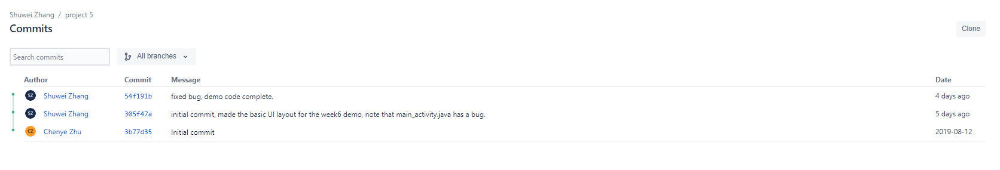 Shuwei Zhang / project 5
Commits
Clone
Search commits
All branches
Author Commit Message Date
SZ Shuwei Zhang 54f191b fixed bug, demo code complete. 4 days ago
SZ Shuwei Zhang 305f47a initial commit, made the basic UI layout for the week6 demo, note that main_activity.java has a bug. 5 days ago
CZ Chenye Zhu 3b77d35 Initial commit 2019-08-12